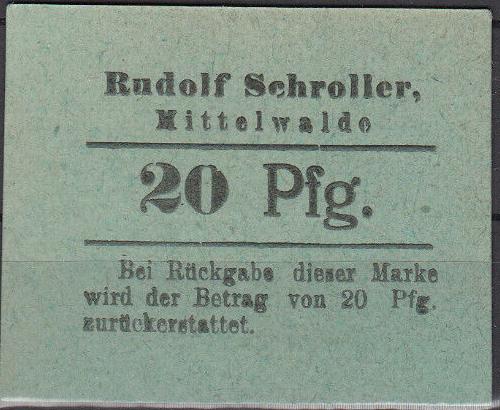 Rudolf Schroller,
Mittelwalde
20 Pfg.
Bei Rückgabe dieser Marke
wird der Betrag von 20 Pfg.
zurückerstattet.